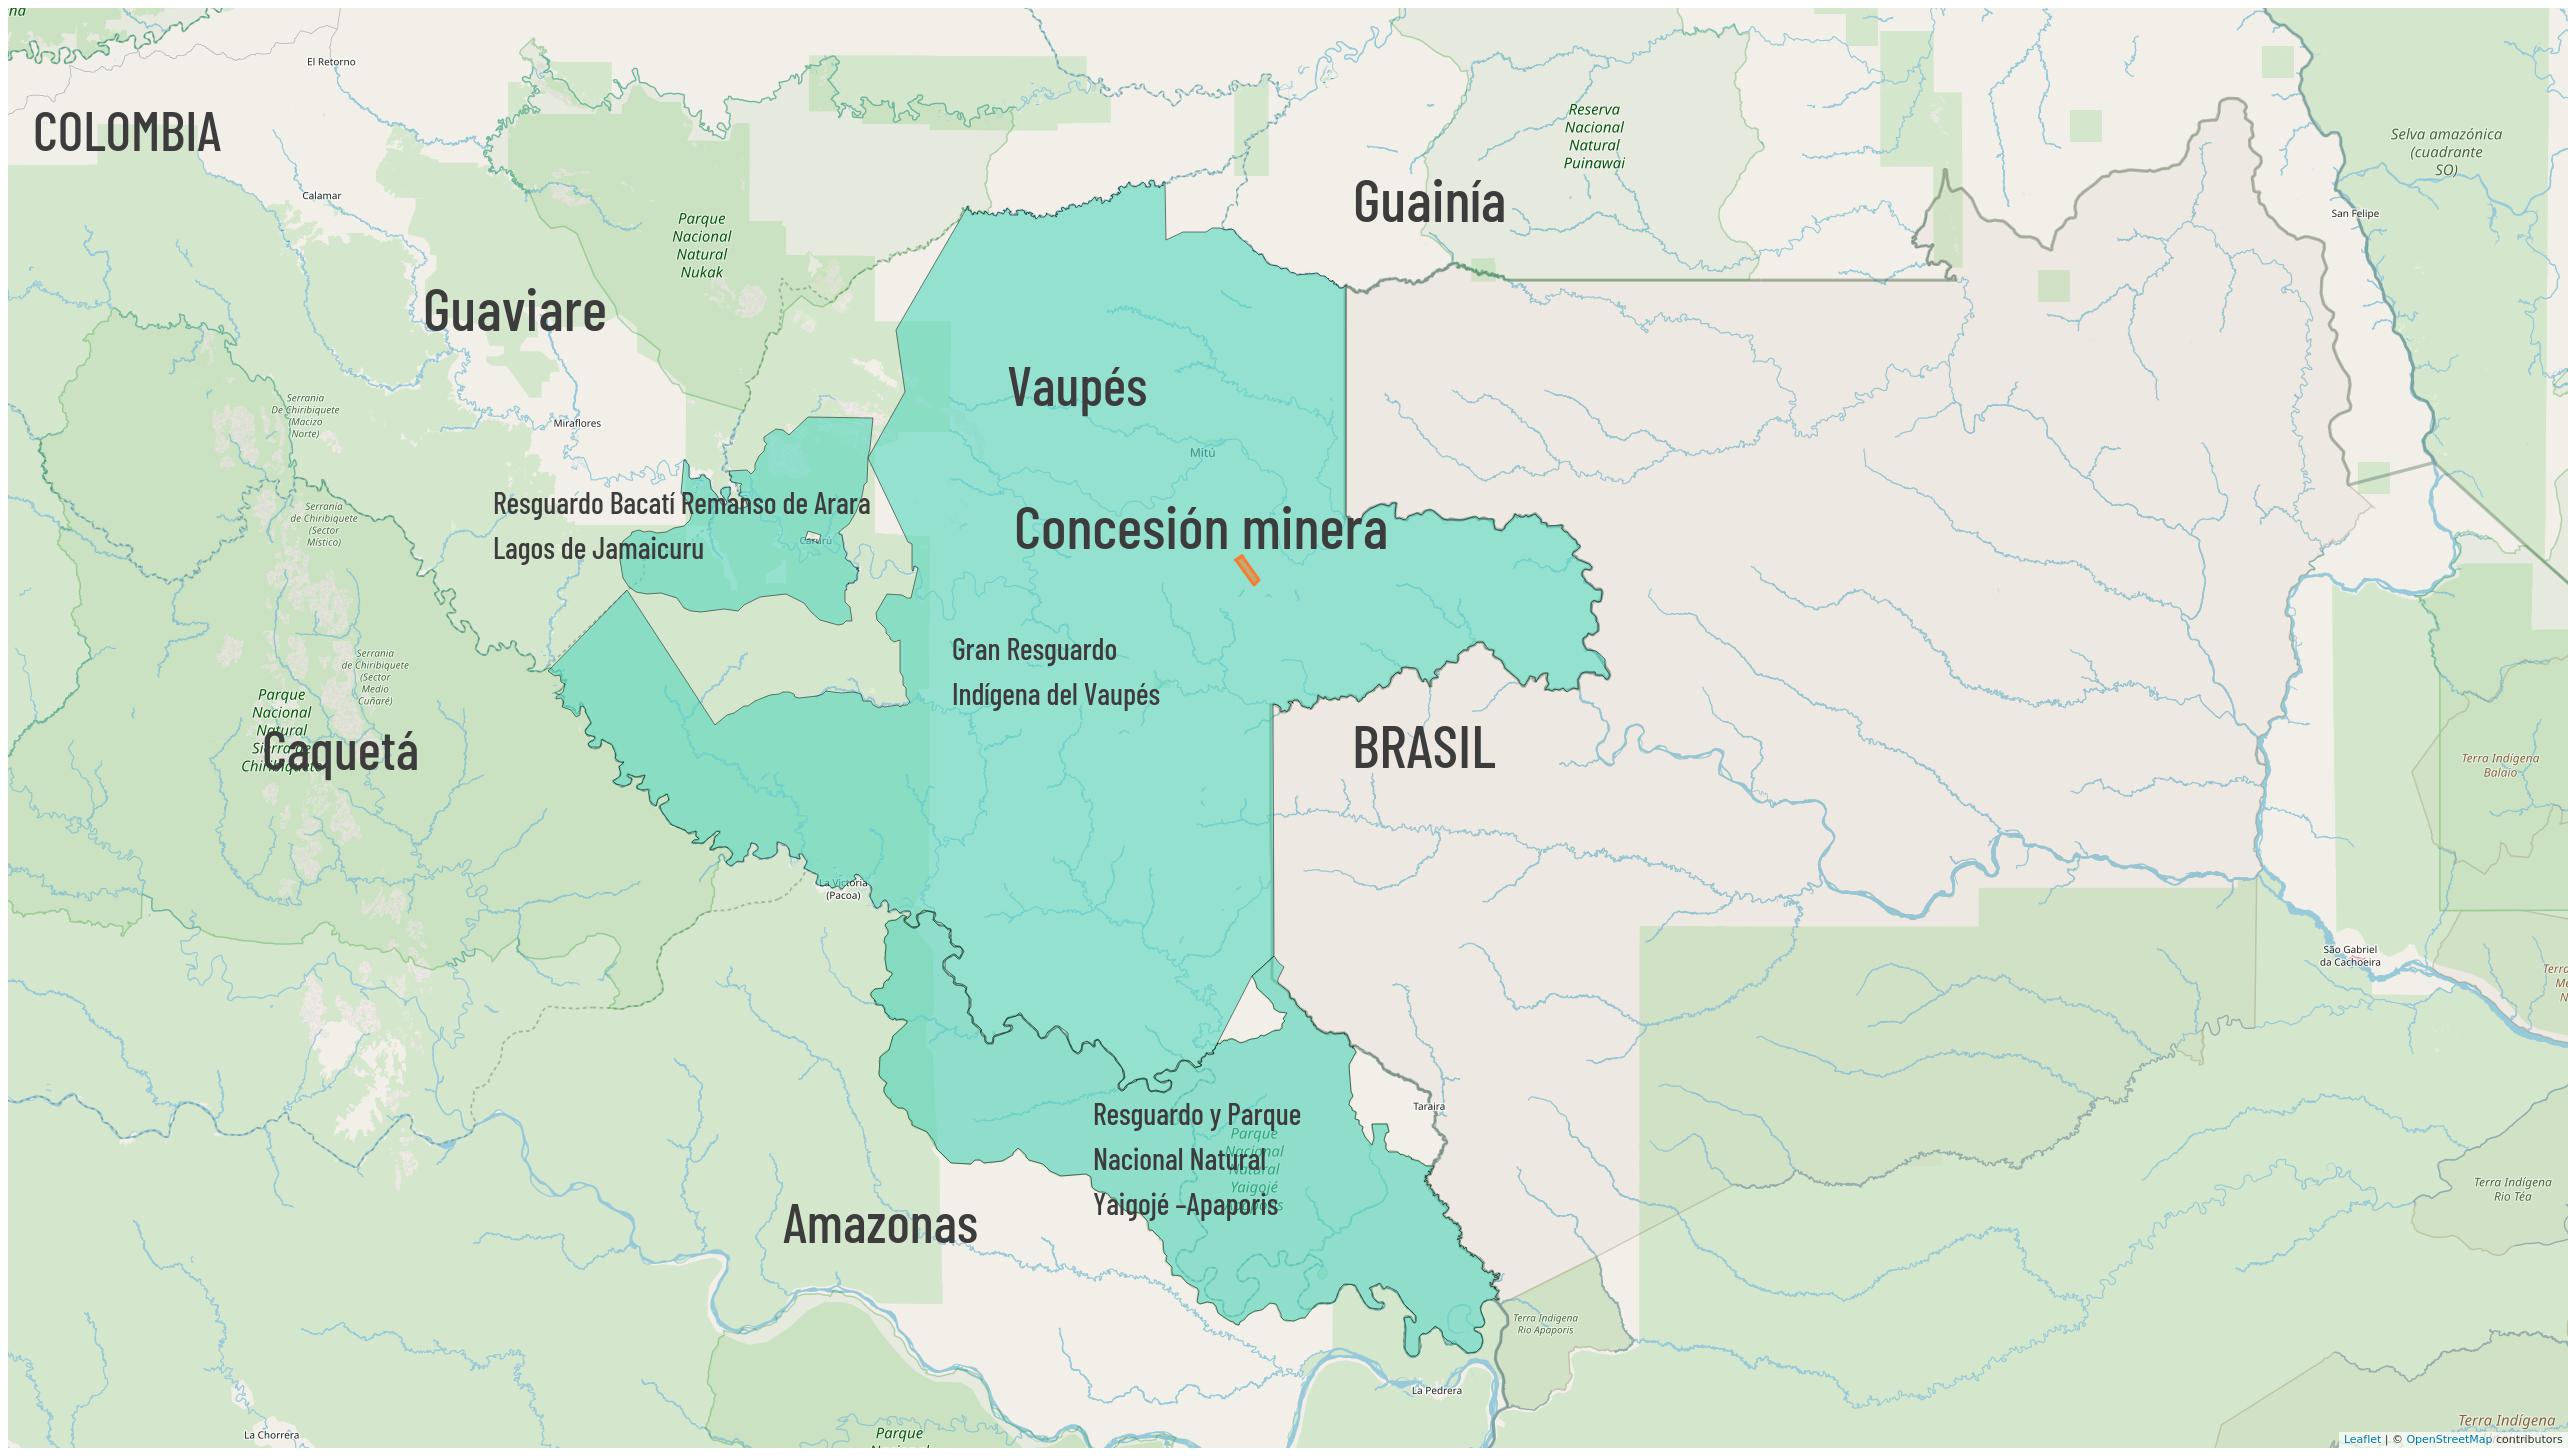 El Retorno
COLOMBIA
Reserva
Nacional
Natural
Puinawai
Selva amazónica
(cuadrante
SO)
Calamar
Guainía
San Felipe
Parque
Nacional
Natural
Nukak
Guaviare
Vaupés
Serrania
De Chiribiquete
(Macizo
Norte)
Miraflores
Mitú
Resguardo Bacatí Remanso de Arara
Lagos de Jamaicuru
Serrania
de Chiribiquete
(Sector
Místico)
Carurú
Concesión minera
Gran Resguardo
Indígena del Vaupés
Serrania
de Chiribiquete
(Sector
Medio
Cuñaré)
Parque
Nacional
Natural
Sierra de
Chiribiquete
Caquetá
BRASIL
Terra Indígena
Balaio
La Victoria
(Pacoa)
São Gabriel
da Cachoeira
Terra
Me
N
Taraira
Resguardo y Parque
Nacional Natural
Yaigojé –Apaporis
Parque
Nacional
Natural
Yaigojé
Apaporis
Terra Indígena
Rio Téa
Amazonas
Terra Indígena
Rio Apaporis
La Pedrera
La Chorrera
Parque
Terra Indígena
Leaflet | © OpenStreetMap contributors